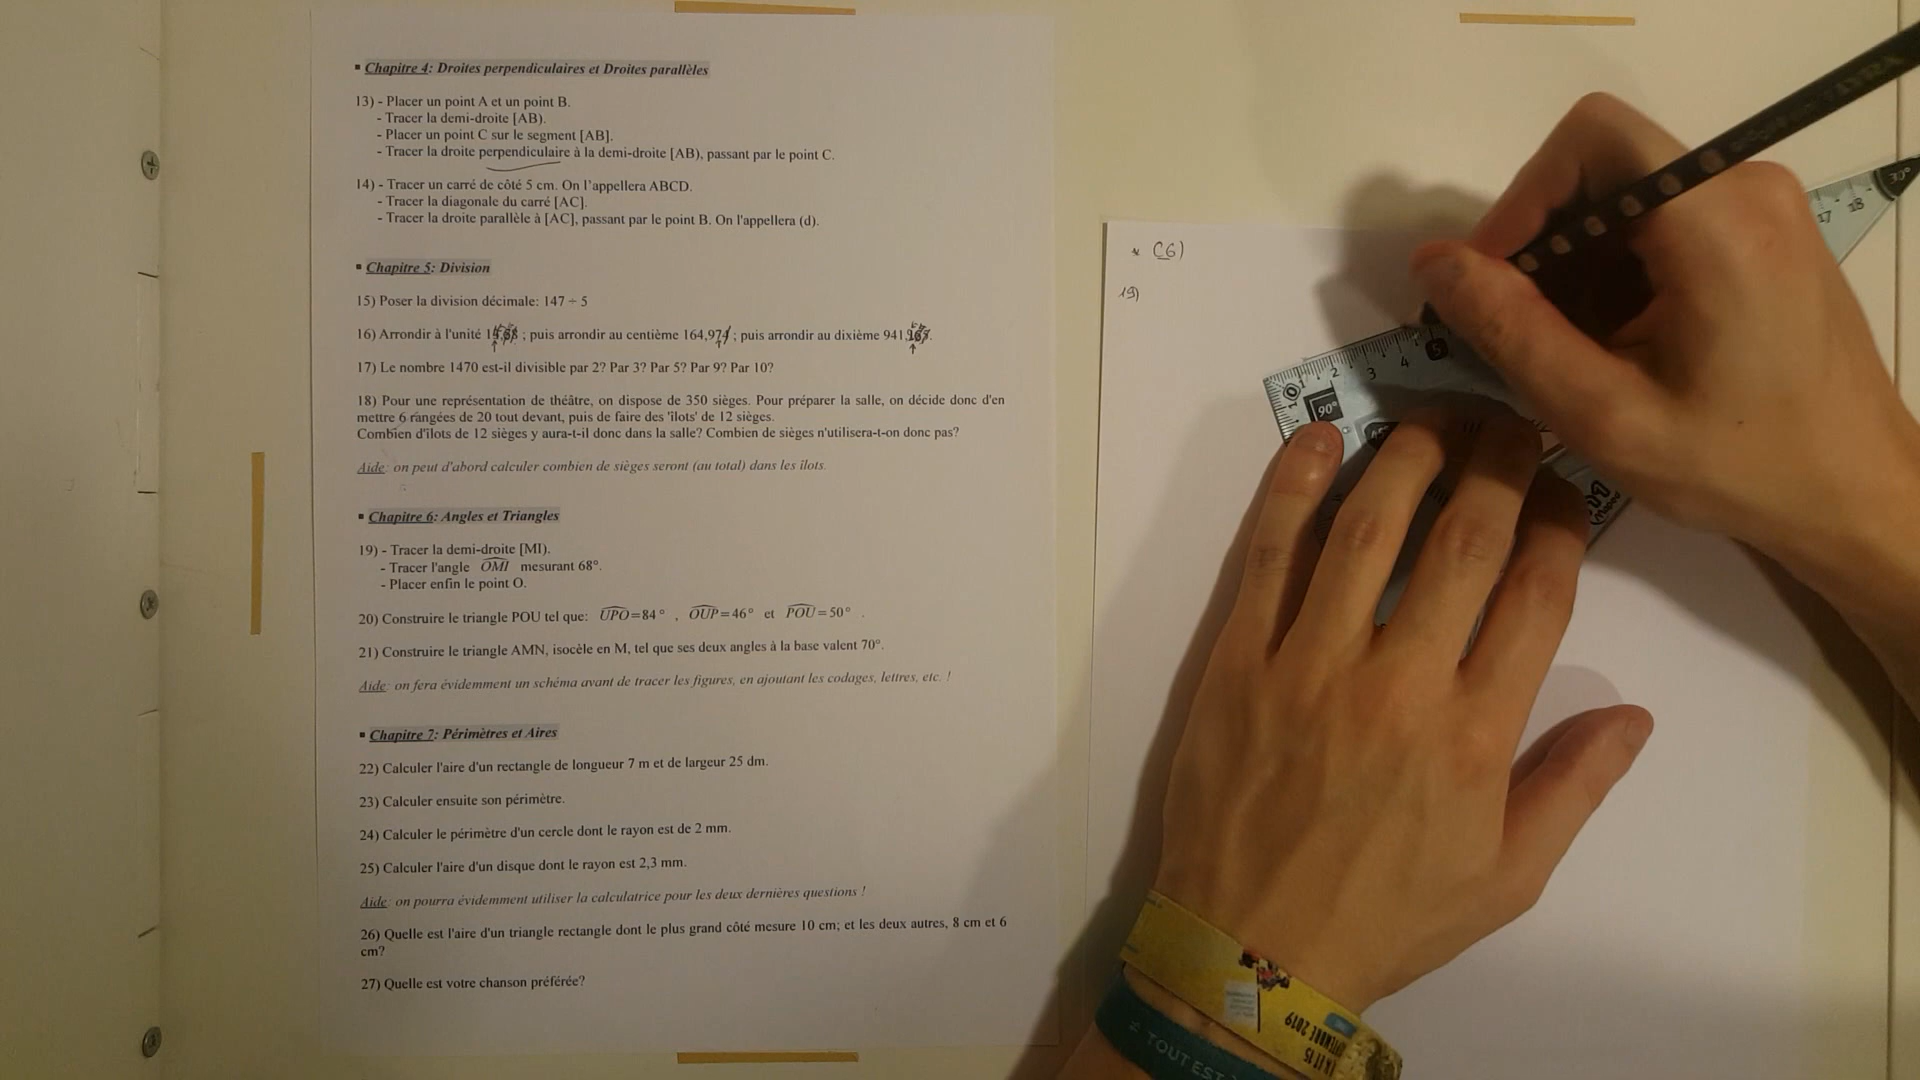 ▪ Chapitre 4: Droites perpendiculaires et Droites parallèles
13) - Placer un point A et un point B.
- Tracer la demi-droite [AB).
- Placer un point C sur le segment [AB].
- Tracer la droite perpendiculaire à la demi-droite [AB), passant par le point C.
14) - Tracer un carré de côté 5 cm. On l'appellera ABCD.
- Tracer la diagonale du carré [AC].
- Tracer la droite parallèle à [AC], passant par le point B. On l'appellera (d).
▪ Chapitre 5: Division
15) Poser la division décimale: 147 ÷ 5
16) Arrondir à l'unité ; puis arrondir au centième 164,974 ; puis arrondir au dixième
17) Le nombre 1470 est-il divisible par 2? Par 3? Par 5? Par 9? Par 10?
18) Pour une représentation de théâtre, on dispose de 350 sièges. Pour préparer la salle, on décide donc d'en
mettre 6 rangées de 20 tout devant, puis de faire des 'îlots' de 12 sièges.
Combien d'îlots de 12 sièges y aura-t-il donc dans la salle? Combien de sièges n'utilisera-t-on donc pas?
Aide: on peut d'abord calculer combien de sièges seront (au total) dans les îlots.
▪ Chapitre 6: Angles et Triangles
19) - Tracer la demi-droite [MI).
- Tracer l'angle OMI mesurant 68°.
- Placer enfin le point O.
20) Construire le triangle POU tel que: UPO=84° , OUP=46° et POU=50° .
21) Construire le triangle AMN, isocèle en M, tel que ses deux angles à la base valent 70°.
Aide: on fera évidemment un schéma avant de tracer les figures, en ajoutant les codages, lettres, etc. !
▪ Chapitre 7: Périmètres et Aires
22) Calculer l'aire d'un rectangle de longueur 7 m et de largeur 25 dm.
23) Calculer ensuite son périmètre.
24) Calculer le périmètre d'un cercle dont le rayon est de 2 mm.
25) Calculer l'aire d'un disque dont le rayon est 2,3 mm.
Aide: on pourra évidemment utiliser la calculatrice pour les deux dernières questions !
26) Quelle est l'aire d'un triangle rectangle dont le plus grand côté mesure 10 cm; et les deux autres, 8 cm et 6
cm?
27) Quelle est votre chanson préférée?
* C6)
19)
0 1 2 3 4 5
90°
17 18
TOUT EST
2019